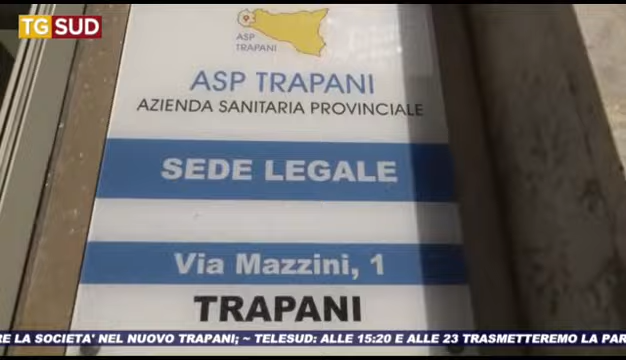 TG SUD
ASP
TRAPANI
ASP TRAPANI
AZIENDA SANITARIA PROVINCIALE
SEDE LEGALE
Via Mazzini, 1
TRAPANI
RE LA SOCIETA' NEL NUOVO TRAPANI; ~ TELESUD: ALLE 15:20 E ALLE 23 TRASMETTEREMO LA PAR